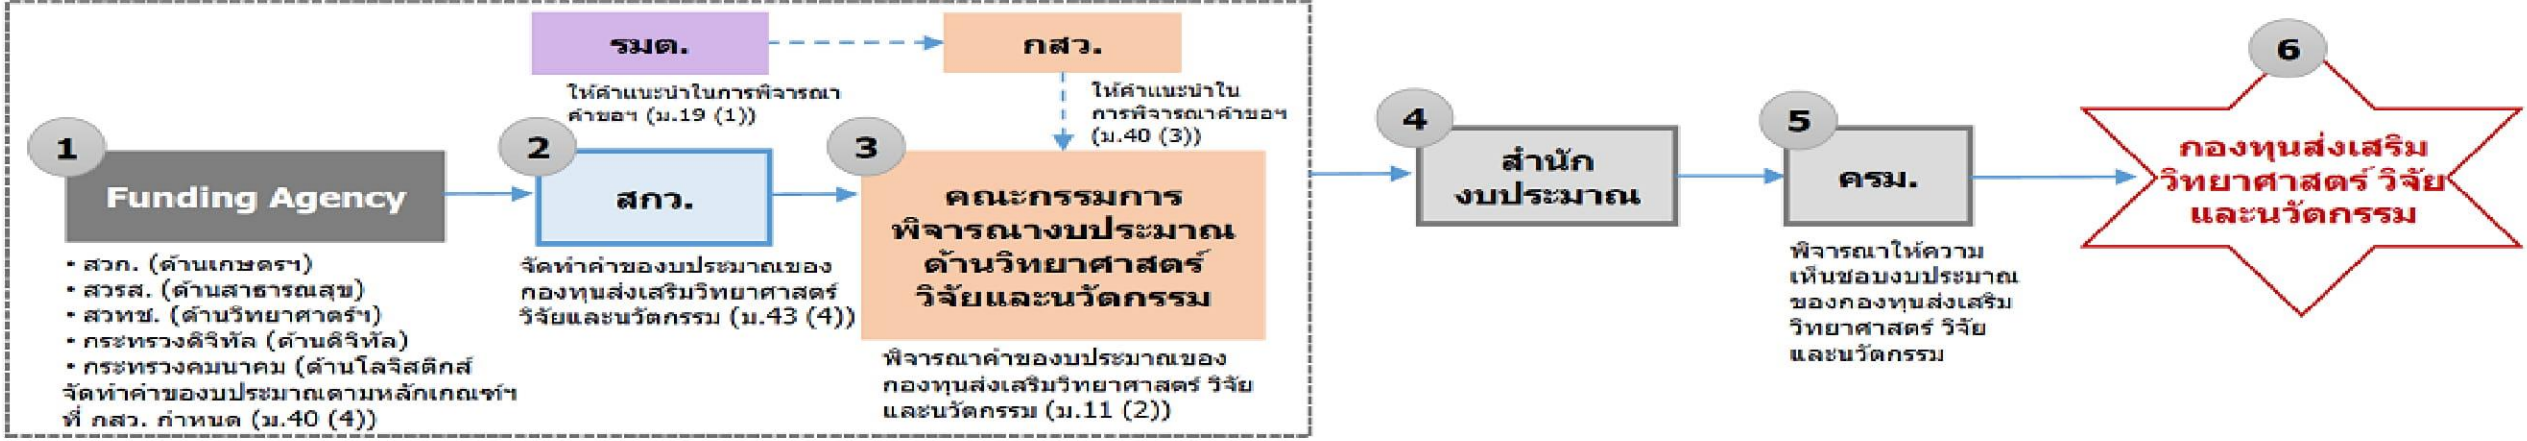 รมต.
กสว.
ให้คำแนะนำในการพิจารณา
คำขอฯ (ม.19 (1))
ให้คำแนะนำใน
การพิจารณาคำขอฯ
(ม.40 (3))
1
Funding Agency
• สวก. (ด้านเกษตรฯ)
• สวรส. (ด้านสาธารณสุข)
• สวทช. (ด้านวิทยาศาตร์ฯ)
• กระทรวงดิจิทัล (ด้านดิจิทัล)
• กระทรวงคมนาคม (ด้านโลจิสติกส์
จัดทำคำของบประมาณตามหลักเกณฑ์ฯ
ที่ กสว. กำหนด (ม.40 (4))
2
สกว.
จัดทำคำของบประมาณของ
กองทุนส่งเสริมวิทยาศาสตร์
วิจัยและนวัตกรรม (ม.43 (4))
3
คณะกรรมการ
พิจารณางบประมาณ
ด้านวิทยาศาสตร์
วิจัยและนวัตกรรม
พิจารณาคำของบประมาณของ
กองทุนส่งเสริมวิทยาศาสตร์ วิจัย
และนวัตกรรม (ม.11 (2))
4
สำนัก
งบประมาณ
5
ครม.
พิจารณาให้ความ
เห็นชอบงบประมาณ
ของกองทุนส่งเสริม
วิทยาศาสตร์ วิจัย
และนวัตกรรม
6
กองทุนส่งเสริม
วิทยาศาสตร์ วิจัย
และนวัตกรรม